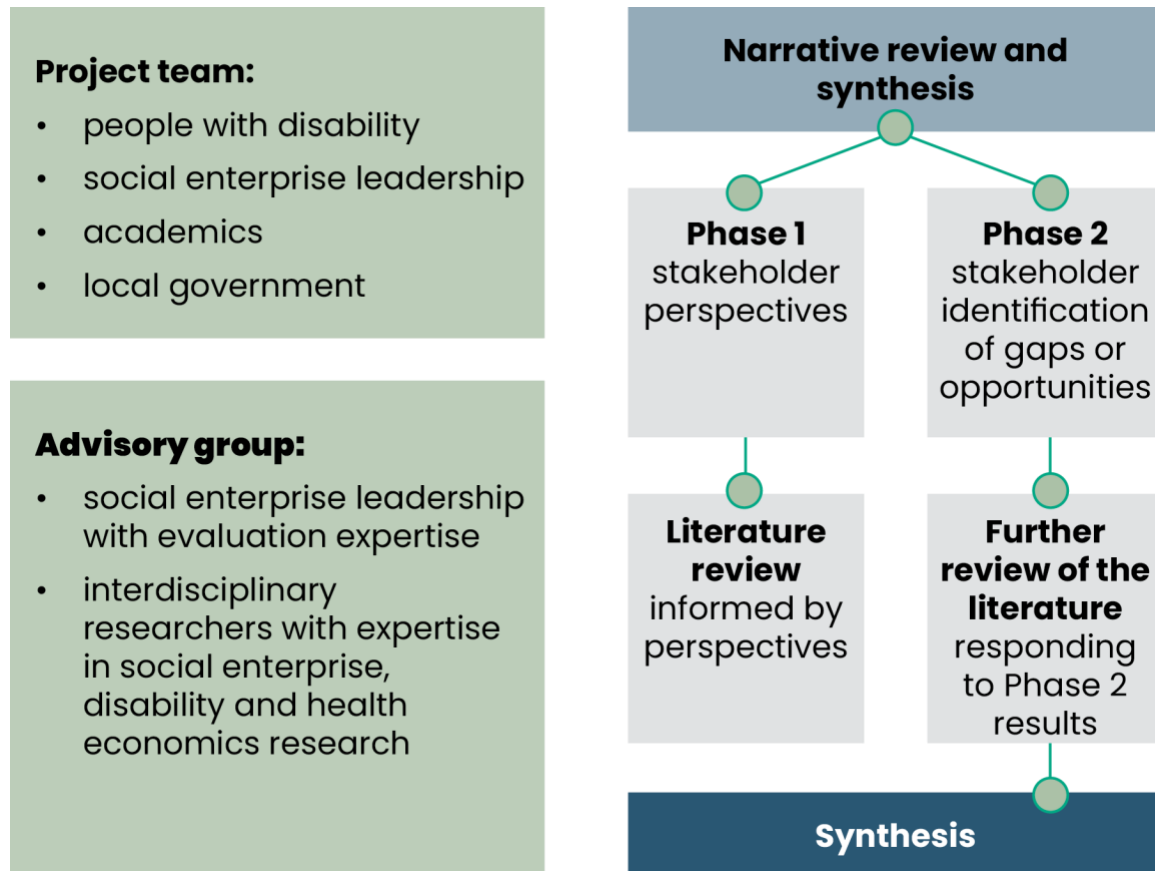 Project team:
• people with disability
• social enterprise leadership
• academics
• local government
Advisory group:
• social enterprise leadership
with evaluation expertise
• interdisciplinary
researchers with expertise
in social enterprise,
disability and health
economics research
Narrative review and
synthesis
Phase 1
stakeholder
perspectives
Phase 2
stakeholder
identification
of gaps or
opportunities
Literature
review
informed by
perspectives
Further
review of the
literature
responding
to Phase 2
results
Synthesis